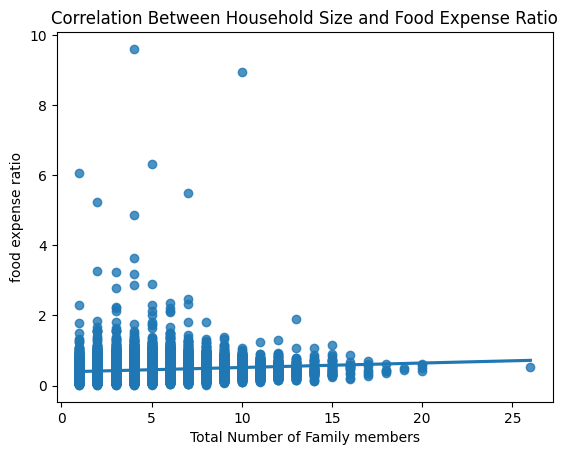 Correlation Between Household Size and Food Expense Ratio
10
8
6
4
2
0
food expense ratio
0 5 10 15 20 25
Total Number of Family members